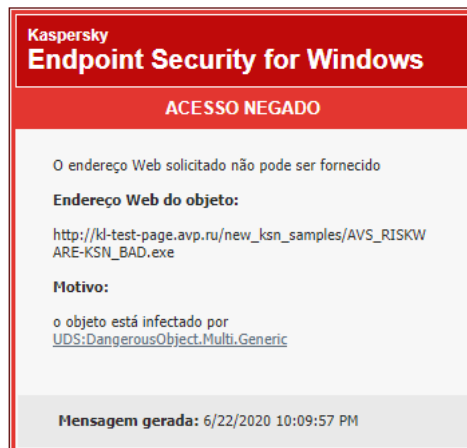 Kaspersky
Endpoint Security for Windows
ACESSO NEGADO
O endereço Web solicitado não pode ser fornecido
Endereço Web do objeto:
http://kl-test-page.avp.ru/new_ksn_samples/AVS_RISKW
ARE-KSN_BAD.exe
Motivo:
o objeto está infectado por
UDS:DangerousObject.Multi.Generic
Mensagem gerada: 6/22/2020 10:09:57 PM